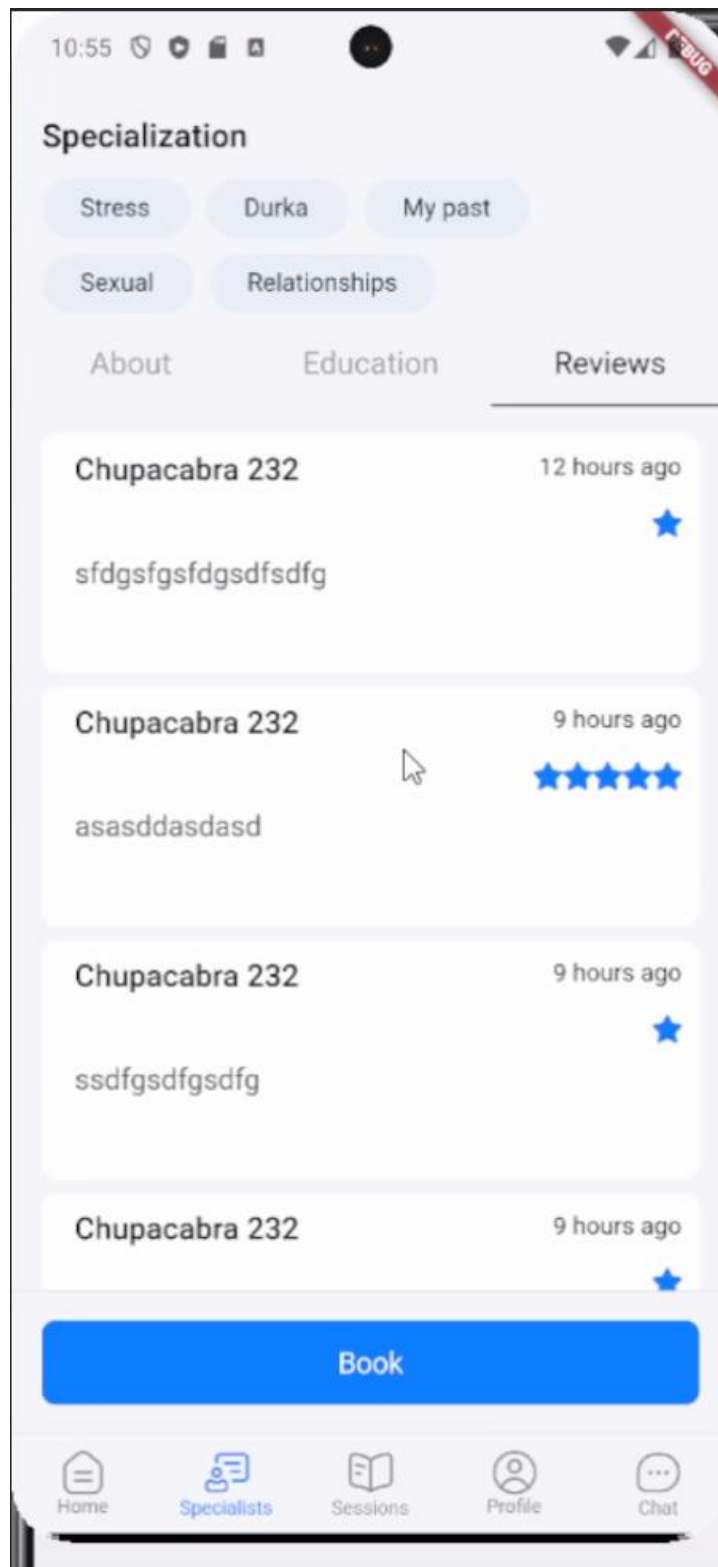 10:55
DEBUG
Specialization
Stress Durka My past
Sexual Relationships
About Education Reviews
Chupacabra 232 12 hours ago
sfdgsfgsfdgsdfsdfg
Chupacabra 232 9 hours ago
asasddasdasd
Chupacabra 232 9 hours ago
ssdfgsdfgsdfg
Chupacabra 232 9 hours ago
Book
Home Specialists Sessions Profile Chat